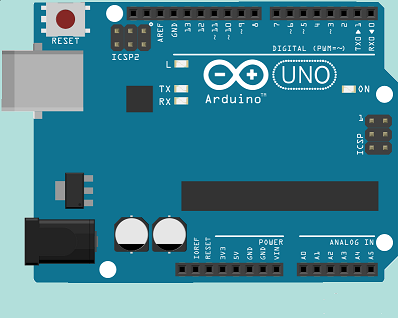 RESET
ICSP2
AREF
GND
13
12
~11
~10
~9
8
7
~6
~5
4
~3
2
TXO▶1
RXO◀0
DIGITAL (PWM=~)
L
TX
RX
Arduino™
UNO
ON
1
ICSP
IOREF
RESET
3V3
5V
GND
GND
VIN
POWER
A0
A1
A2
A3
A4
A5
ANALOG IN